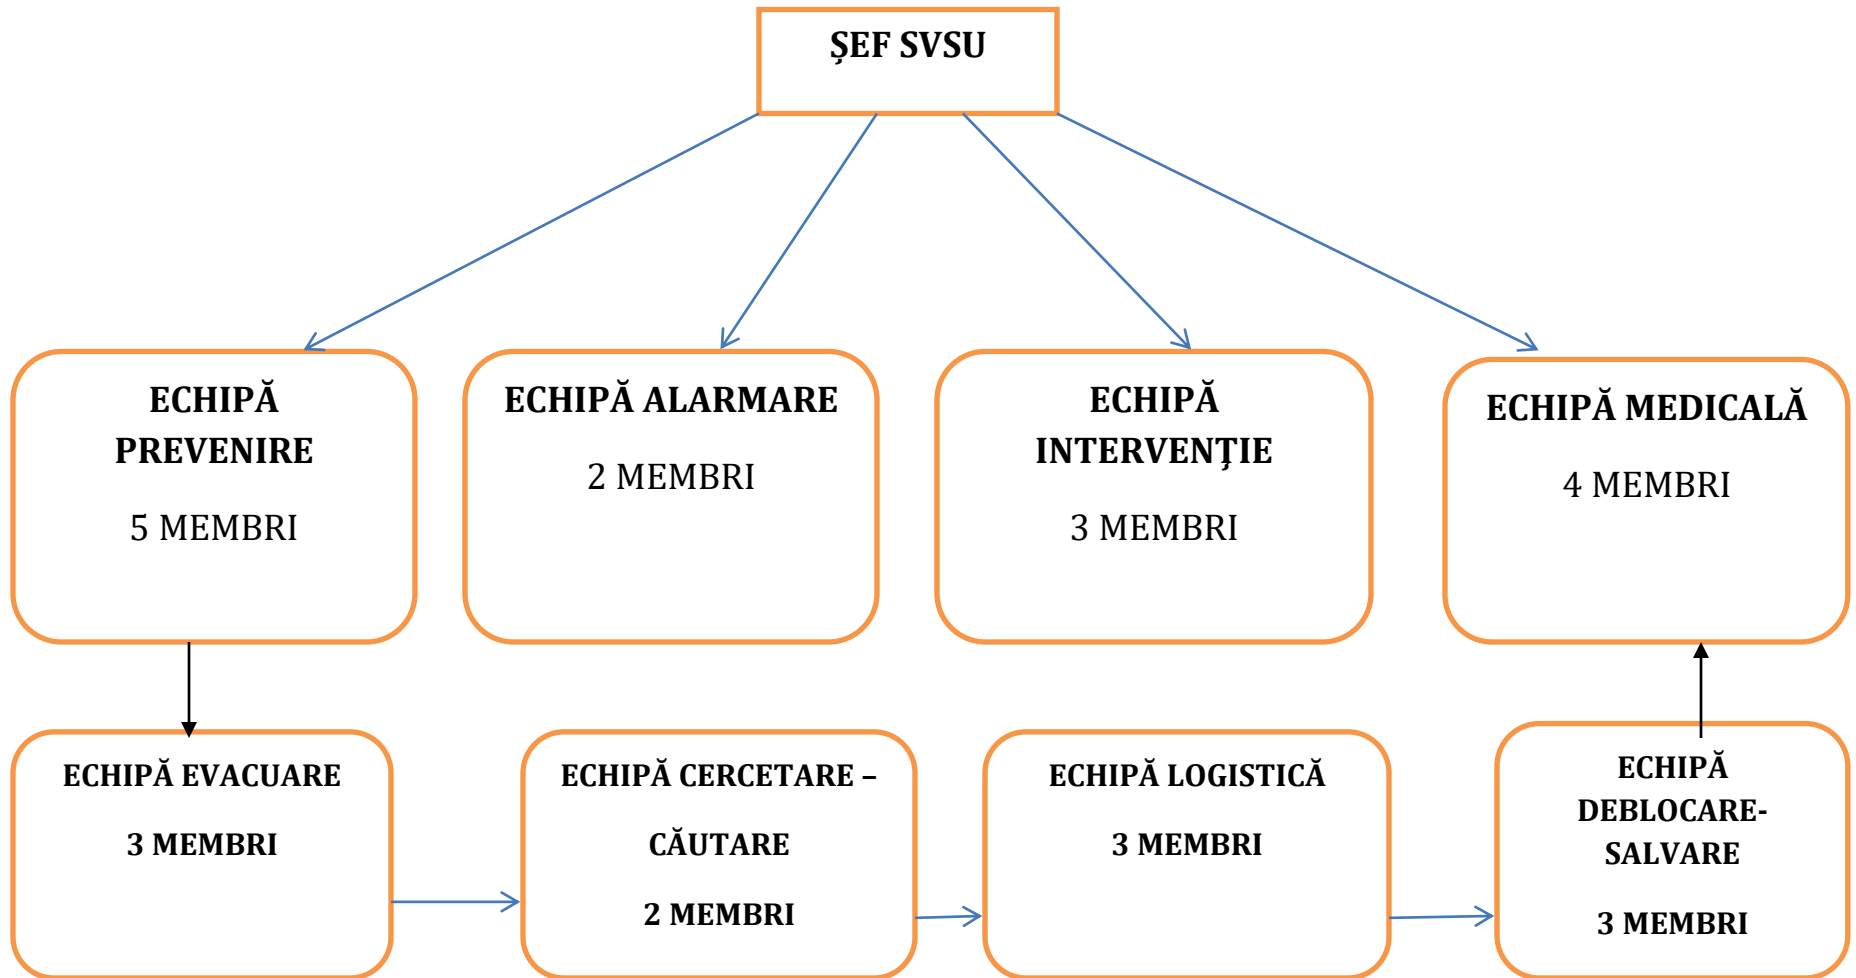 ȘEF SVSU
ECHIPĂ
PREVENIRE
5 MEMBRI
ECHIPĂ ALARMARE
2 MEMBRI
ECHIPĂ
INTERVENŢIE
3 MEMBRI
ECHIPĂ MEDICALĂ
4 MEMBRI
ECHIPĂ EVACUARE
3 MEMBRI
ECHIPĂ CERCETARE –
CĂUTARE
2 MEMBRI
ECHIPĂ LOGISTICĂ
3 MEMBRI
ECHIPĂ
DEBLOCARE-
SALVARE
3 MEMBRI